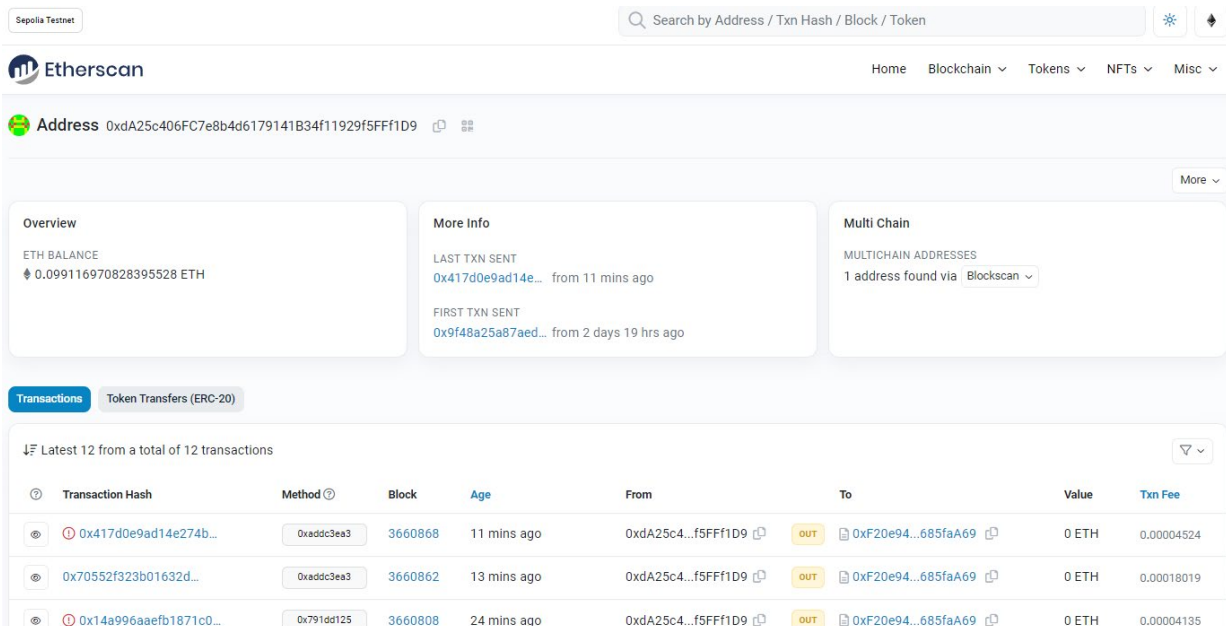 Sepolia Testnet
Search by Address / Txn Hash / Block / Token
Etherscan
Home Blockchain Tokens NFTs Misc
Address 0xdA25c406FC7e8b4d6179141B34f11929f5FFf1D9
More
Overview
ETH BALANCE
0.099116970828395528 ETH
More Info
LAST TXN SENT
0x417d0e9ad14e... from 11 mins ago
FIRST TXN SENT
0x9f48a25a87aed... from 2 days 19 hrs ago
Multi Chain
MULTICHAIN ADDRESSES
1 address found via Blockscan
Transactions Token Transfers (ERC-20)
Latest 12 from a total of 12 transactions
Transaction Hash Method Block Age From To Value Txn Fee
0x417d0e9ad14e274b... 0xaddc3ea3 3660868 11 mins ago 0xdA25c4...f5FFf1D9 OUT 0xF20e94...685faA69 0 ETH 0.00004524
0x70552f323b01632d... 0xaddc3ea3 3660862 13 mins ago 0xdA25c4...f5FFf1D9 OUT 0xF20e94...685faA69 0 ETH 0.00018019
0x14a996aaefb1871c0... 0x791dd125 3660808 24 mins ago 0xdA25c4...f5FFf1D9 OUT 0xF20e94...685faA69 0 ETH 0.00004135